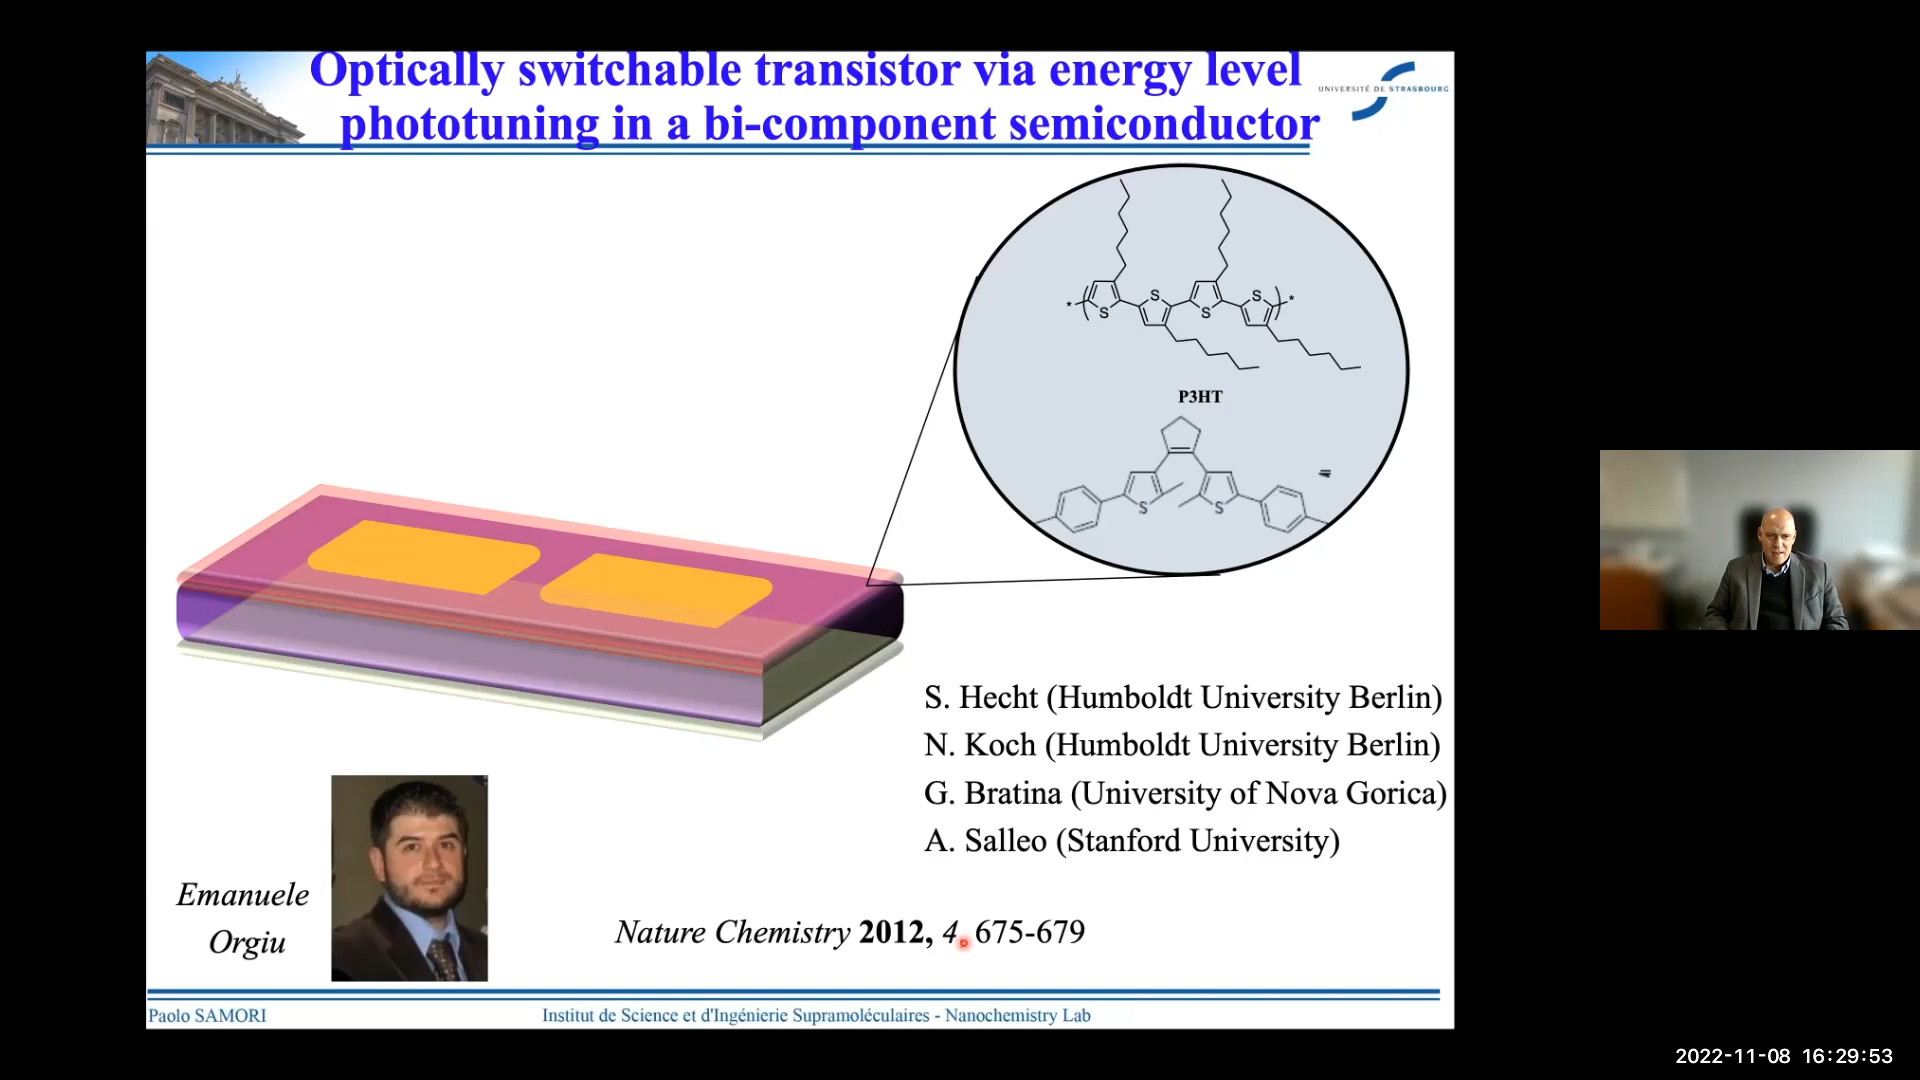 Optically switchable transistor via energy level
phototuning in a bi-component semiconductor
UNIVERSITÉ DE STRASBOURG
* ( S S S S ) *
P3HT
S S
S. Hecht (Humboldt University Berlin)
N. Koch (Humboldt University Berlin)
G. Bratina (University of Nova Gorica)
A. Salleo (Stanford University)
Emanuele
Orgiu
Nature Chemistry 2012, 4, 675-679
Paolo SAMORI
Institut de Science et d'Ingénierie Supramoléculaires - Nanochemistry Lab
2022-11-08 16:29:53